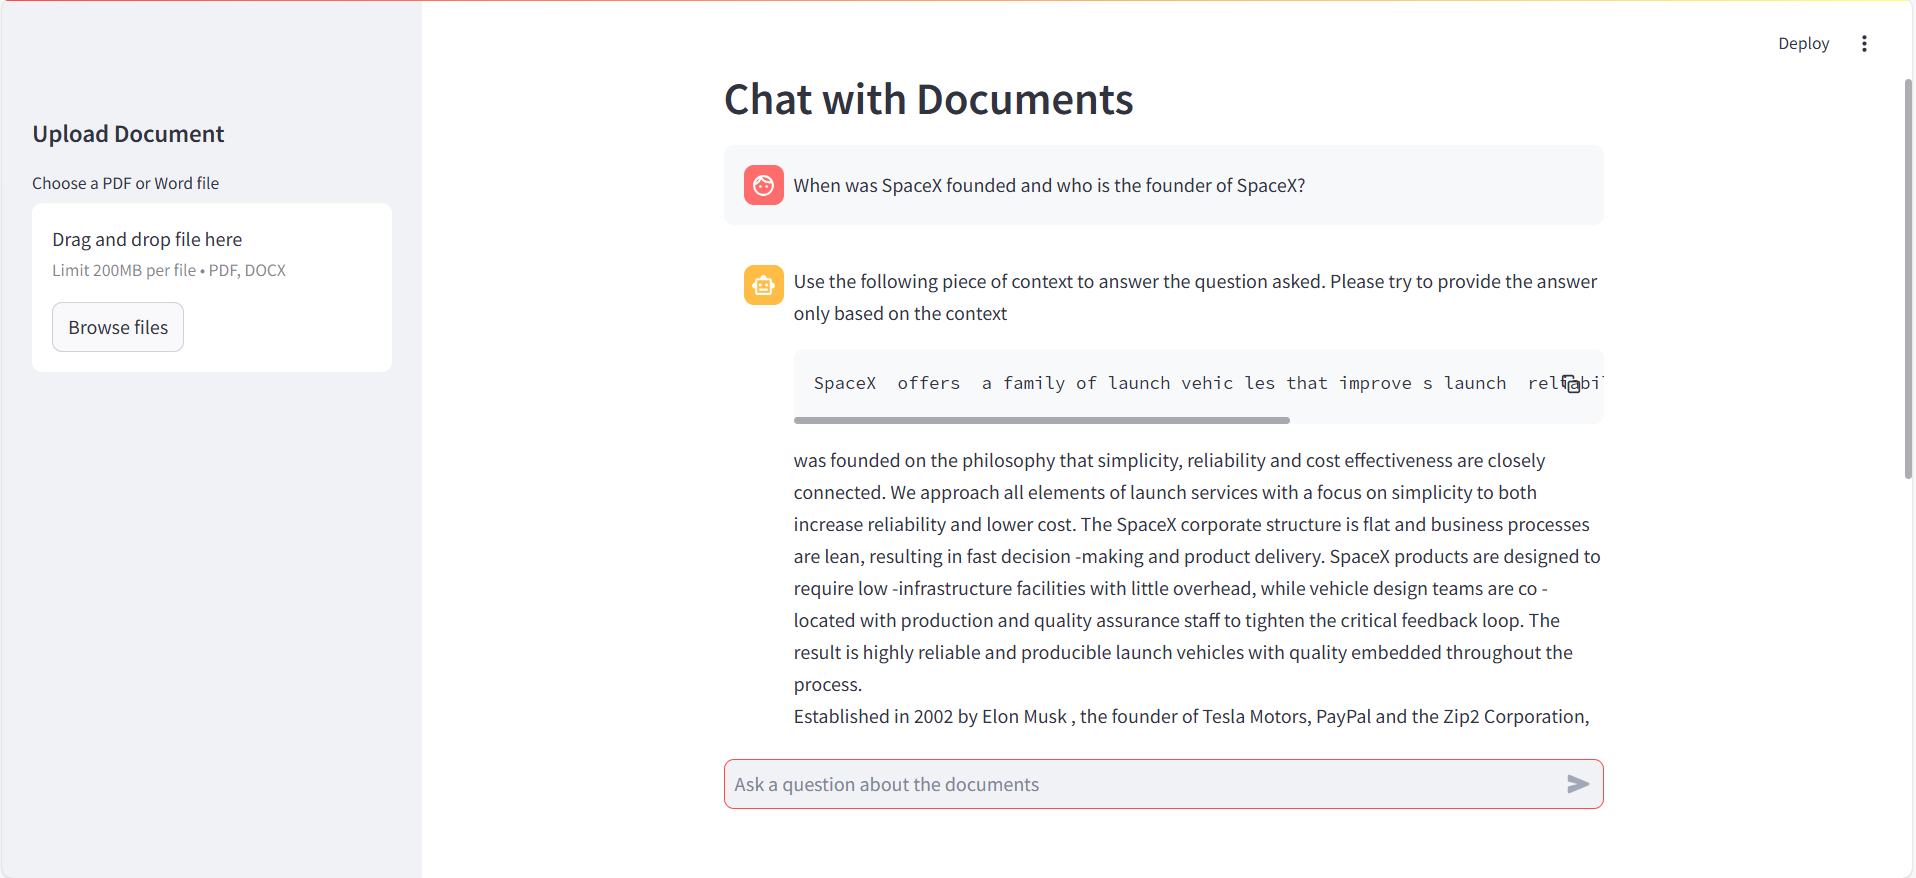 Deploy
Chat with Documents
Upload Document
Choose a PDF or Word file
Drag and drop file here
Limit 200MB per file • PDF, DOCX
Browse files
When was SpaceX founded and who is the founder of SpaceX?
Use the following piece of context to answer the question asked. Please try to provide the answer
only based on the context
SpaceX  offers  a family of launch vehic les that improve s launch
was founded on the philosophy that simplicity, reliability and cost effectiveness are closely
connected. We approach all elements of launch services with a focus on simplicity to both
increase reliability and lower cost. The SpaceX corporate structure is flat and business processes
are lean, resulting in fast decision -making and product delivery. SpaceX products are designed to
require low -infrastructure facilities with little overhead, while vehicle design teams are co -
located with production and quality assurance staff to tighten the critical feedback loop. The
result is highly reliable and producible launch vehicles with quality embedded throughout the
process.
Established in 2002 by Elon Musk , the founder of Tesla Motors, PayPal and the Zip2 Corporation,
Ask a question about the documents